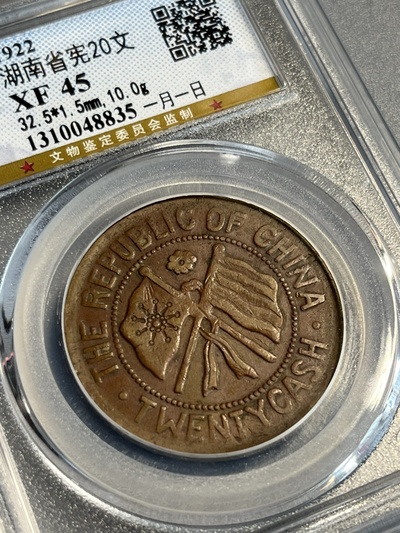 1922
湖南省宪20文
XF 45
32.5*1.5mm,10.0g
1310048835 一月一日
文物鉴定委员会监制
THE REPUBLIC OF CHINA
TWENTY CASH